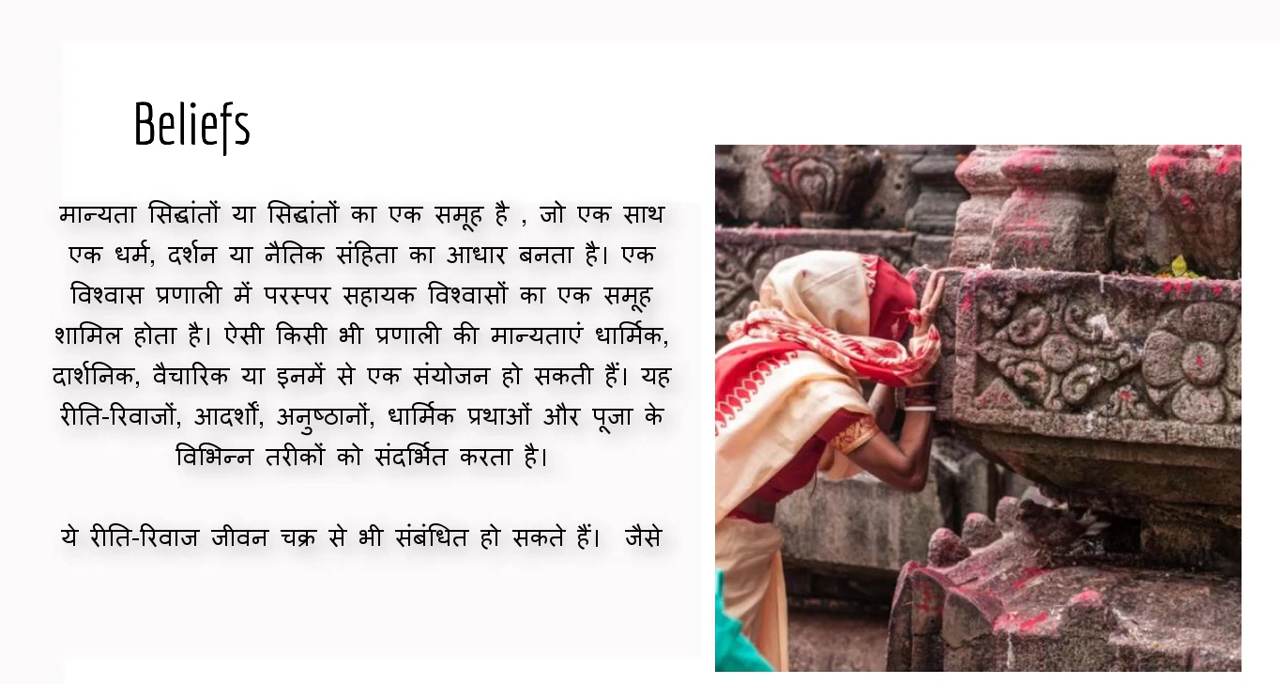 Beliefs
मान्यता सिद्धांतों या सिद्धांतों का एक समूह है , जो एक साथ
एक धर्म, दर्शन या नैतिक संहिता का आधार बनता है। एक
विश्वास प्रणाली में परस्पर सहायक विश्वासों का एक समूह
शामिल होता है। ऐसी किसी भी प्रणाली की मान्यताएं धार्मिक,
दार्शनिक, वैचारिक या इनमें से एक संयोजन हो सकती हैं। यह
रीति-रिवाजों, आदर्शों, अनुष्ठानों, धार्मिक प्रथाओं और पूजा के
विभिन्न तरीकों को संदर्भित करता है।
ये रीति-रिवाज जीवन चक्र से भी संबंधित हो सकते हैं। जैसे